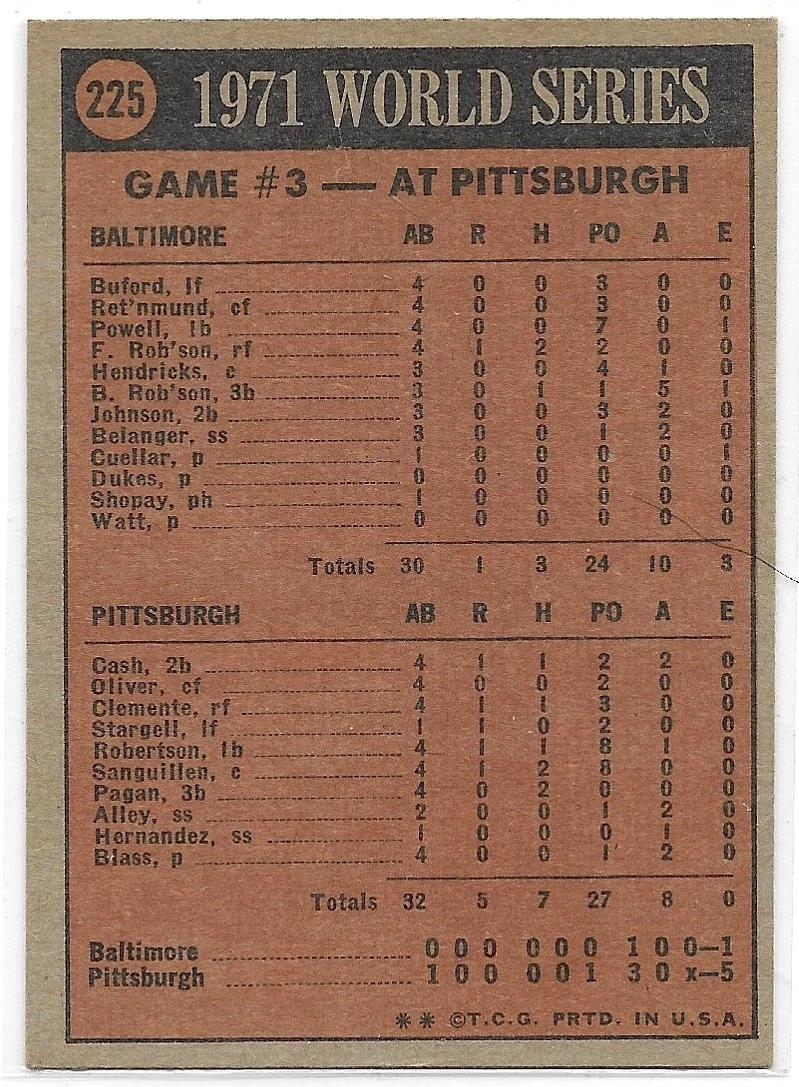 225 1971 WORLD SERIES
GAME #3 — AT PITTSBURGH
BALTIMORE AB R H PO A E
Buford, lf 4 0 0 3 0 0
Ret'nmund, cf 4 0 0 3 0 0
Powell, 1b 4 0 0 7 0 1
F. Rob'son, rf 4 1 2 2 0 0
Hendricks, c 3 0 0 4 1 0
B. Rob'son, 3b 3 0 1 1 5 1
Johnson, 2b 3 0 0 3 2 0
Belanger, ss 3 0 0 1 2 0
Cuellar, p 1 0 0 0 0 1
Dukes, p 0 0 0 0 0 0
Shopay, ph 1 0 0 0 0 0
Watt, p 0 0 0 0 0 0
Totals 30 1 3 24 10 3
PITTSBURGH AB R H PO A E
Cash, 2b 4 1 1 2 2 0
Oliver, cf 4 0 0 2 0 0
Clemente, rf 4 1 1 3 0 0
Stargell, lf 1 1 0 2 0 0
Robertson, 1b 4 1 1 8 1 0
Sanguillen, c 4 1 2 8 0 0
Pagan, 3b 4 0 2 0 0 0
Alley, ss 2 0 0 1 2 0
Hernandez, ss 1 0 0 0 1 0
Blass, p 4 0 0 1 2 0
Totals 32 5 7 27 8 0
Baltimore 0 0 0 0 0 0 1 0 0—1
Pittsburgh 1 0 0 0 0 1 3 0 x—5
** ©T.C.G. PRTD. IN U.S.A.